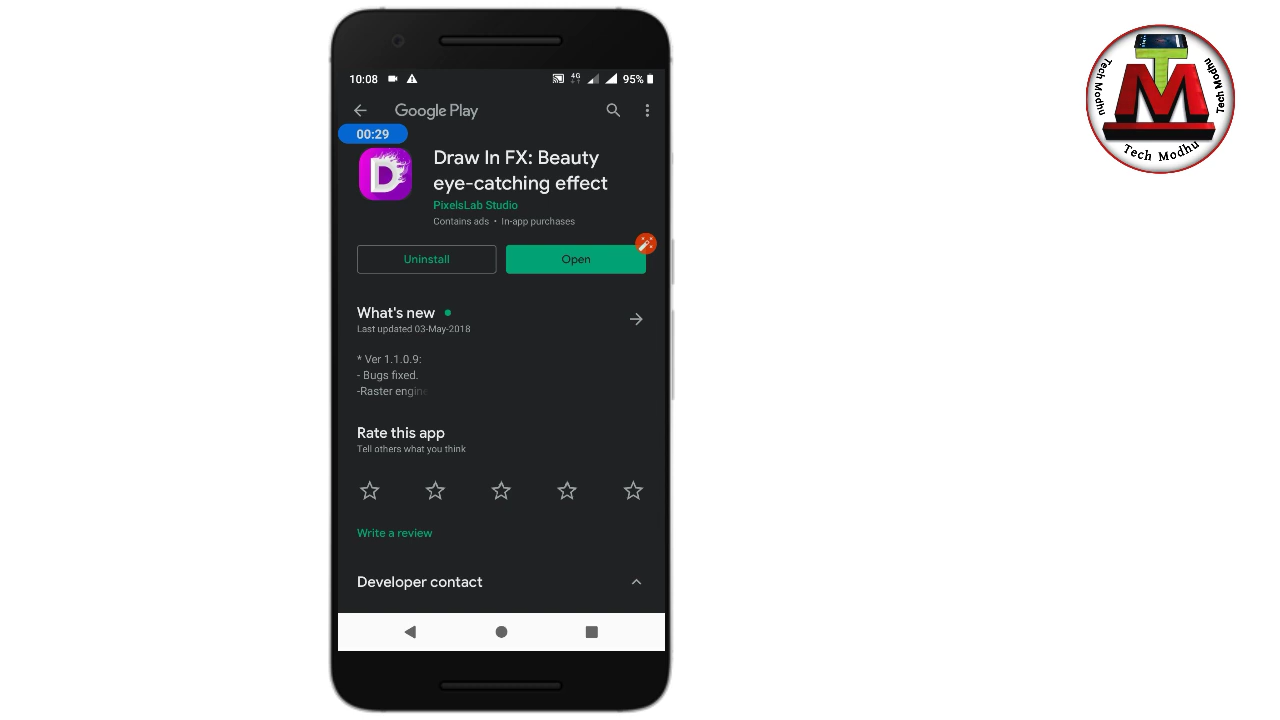 10:08
4G
95%
Google Play
00:29
D
Draw In FX: Beauty
eye-catching effect
PixelsLab Studio
Contains ads • In-app purchases
Uninstall
Open
What's new
Last updated 03-May-2018
* Ver 1.1.0.9:
- Bugs fixed.
-Raster engine
Rate this app
Tell others what you think
Write a review
Developer contact
TM
Tech Modhu
Tech Modhu
Tech Modhu